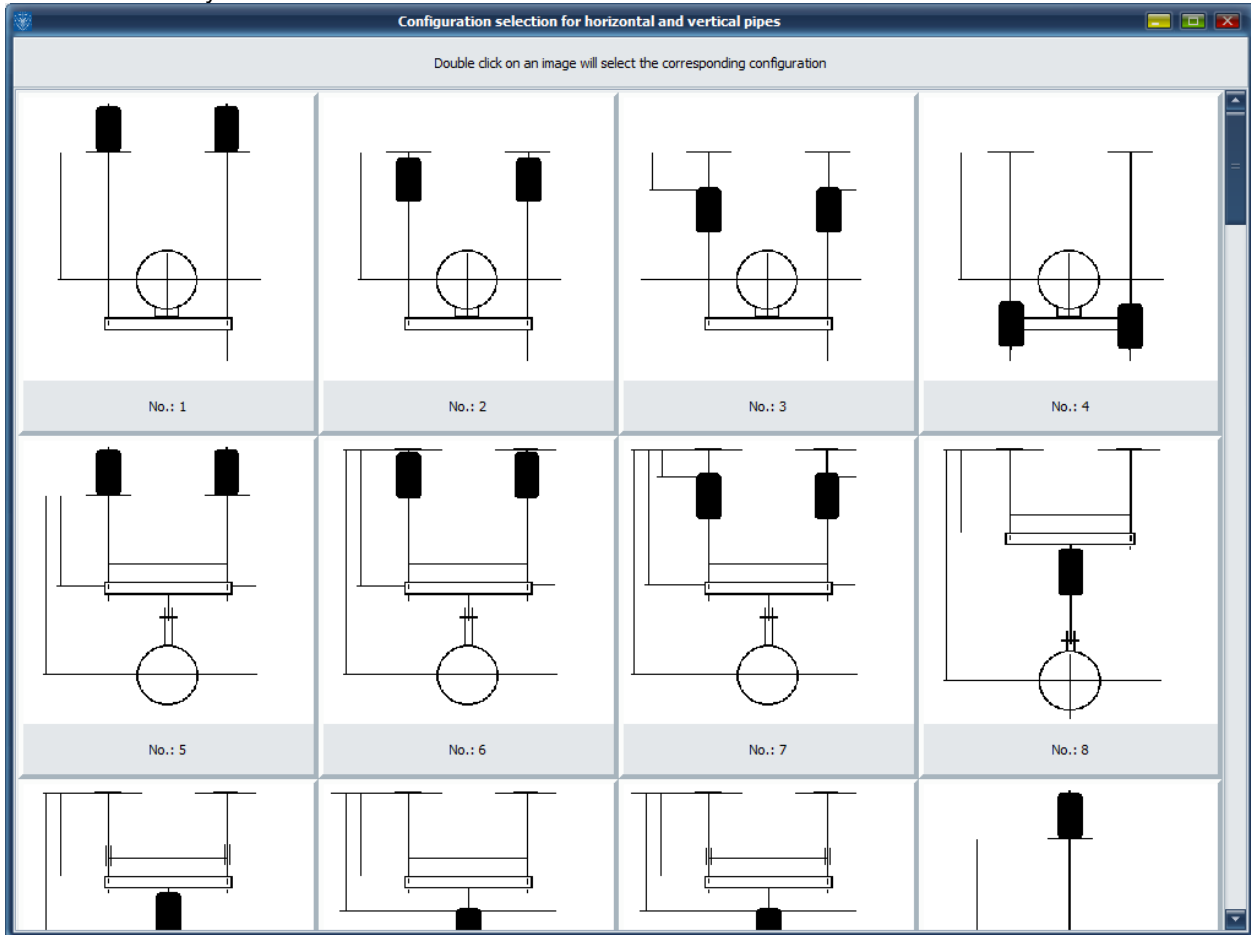 Configuration selection for horizontal and vertical pipes
Double click on an image will select the corresponding configuration
No.: 1
No.: 2
No.: 3
No.: 4
No.: 5
No.: 6
No.: 7
No.: 8